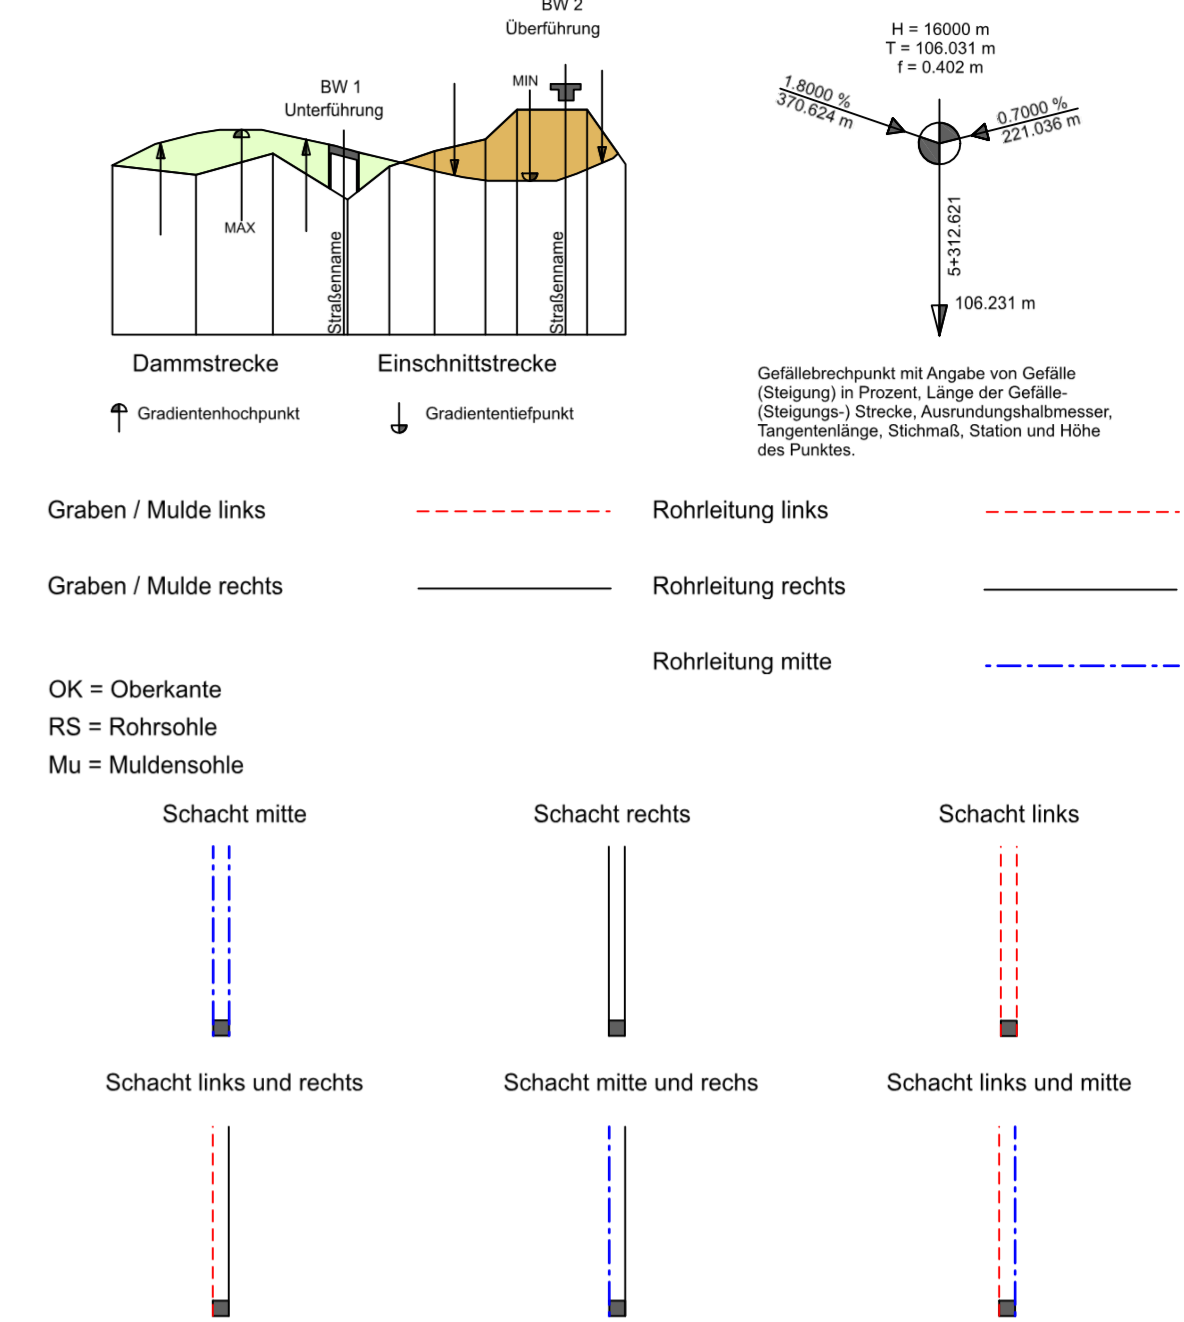 BW 2
Überführung
BW 1
Unterführung
MIN
MAX
Straßenname
Straßenname
Dammstrecke
Einschnittstrecke
Gradientenhochpunkt
Gradiententiefpunkt
H = 16000 m
T = 106.031 m
f = 0.402 m
1.8000 %
370.624 m
0.7000 %
221.036 m
5+312.621
106.231 m
Gefällebrechpunkt mit Angabe von Gefälle
(Steigung) in Prozent, Länge der Gefälle-
(Steigungs-) Strecke, Ausrundungshalbmesser,
Tangentenlänge, Stichmaß, Station und Höhe
des Punktes.
Graben / Mulde links
Rohrleitung links
Graben / Mulde rechts
Rohrleitung rechts
Rohrleitung mitte
OK = Oberkante
RS = Rohrsohle
Mu = Muldensohle
Schacht mitte
Schacht rechts
Schacht links
Schacht links und rechts
Schacht mitte und rechs
Schacht links und mitte